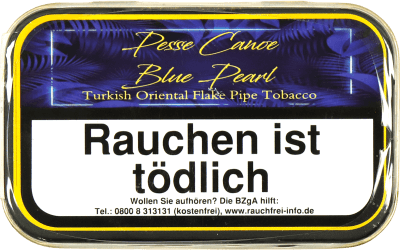 Pesse Canoe
Blue Pearl
Turkish Oriental Flake Pipe Tobacco
Rauchen ist
tödlich
Wollen Sie aufhören? Die BZgA hilft:
Tel.: 0800 8 313131 (kostenfrei), www.rauchfrei-info.de